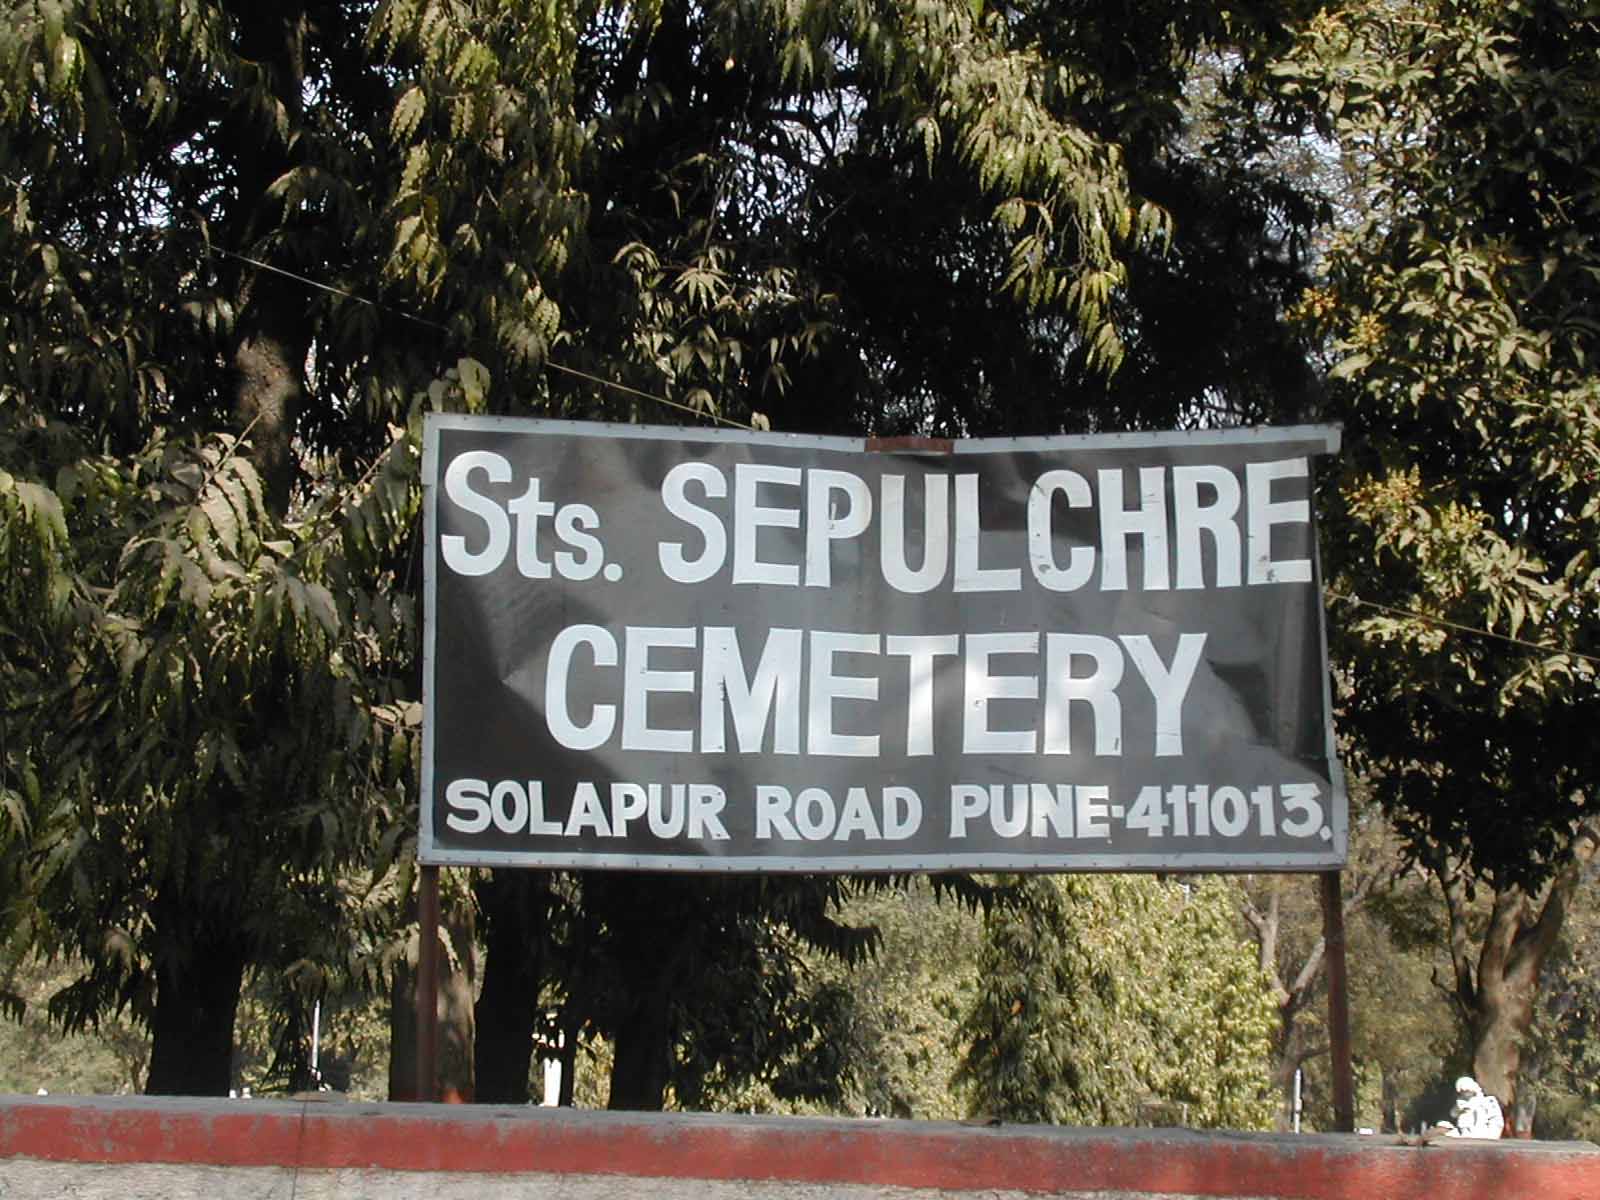 Sts. SEPULCHRE
CEMETERY
SOLAPUR ROAD PUNE-411013.